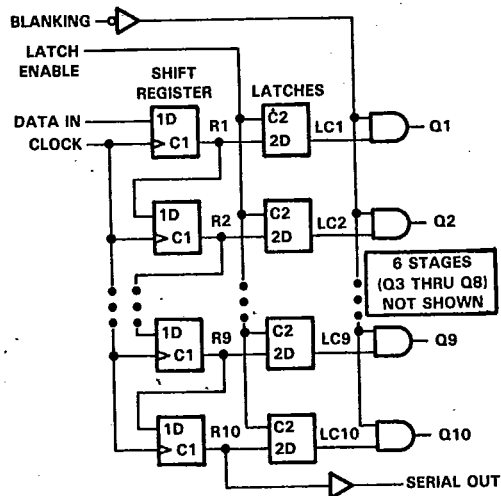 BLANKING
LATCH
ENABLE
SHIFT
REGISTER
LATCHES
DATA IN
CLOCK
1D
C1
R1
C2
2D
LC1
Q1
1D
C1
R2
C2
2D
LC2
Q2
6 STAGES
(Q3 THRU Q8)
NOT SHOWN
1D
C1
R9
C2
2D
LC9
Q9
1D
C1
R10
C2
2D
LC10
Q10
SERIAL OUT